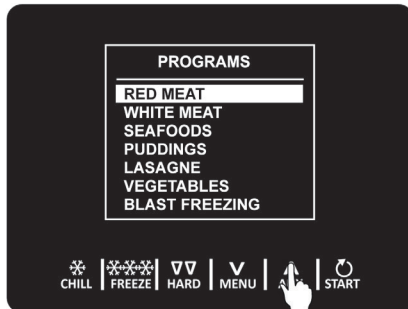 PROGRAMS
RED MEAT
WHITE MEAT
SEAFOODS
PUDDINGS
LASAGNE
VEGETABLES
BLAST FREEZING
CHILL FREEZE HARD MENU START